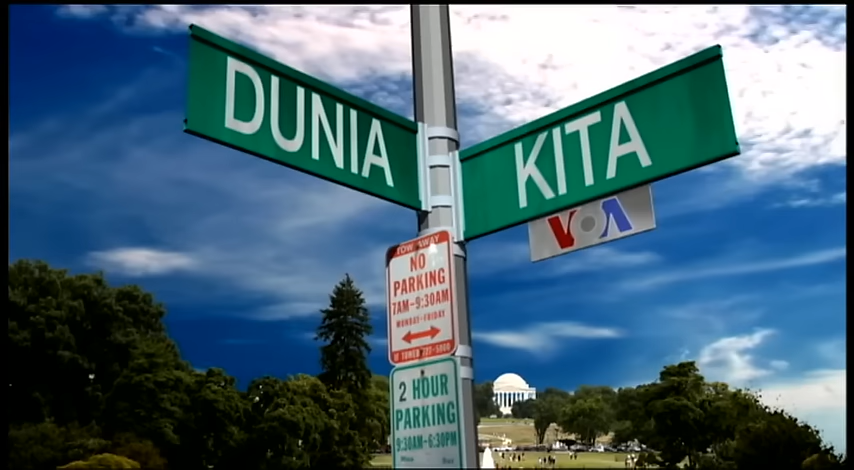 DUNIA
KITA
VOA
TOW AWAY
NO
PARKING
7AM-9:30AM
MONDAY-FRIDAY
2 HOUR
PARKING
9:30AM-6:30PM